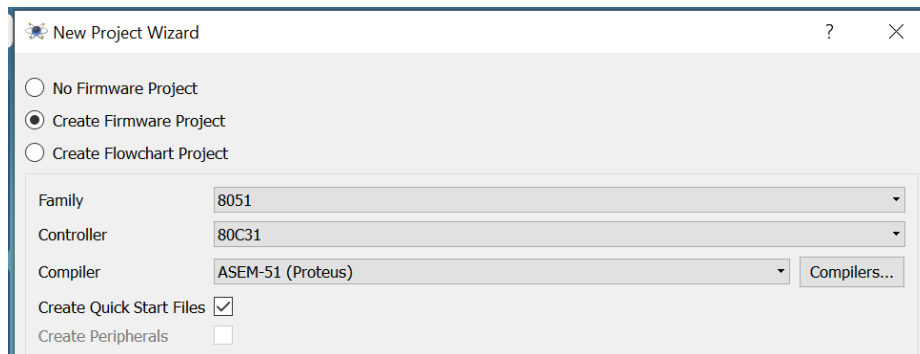 New Project Wizard ? ×
No Firmware Project
Create Firmware Project
Create Flowchart Project
Family 8051
Controller 80C31
Compiler ASEM-51 (Proteus) Compilers...
Create Quick Start Files
Create Peripherals